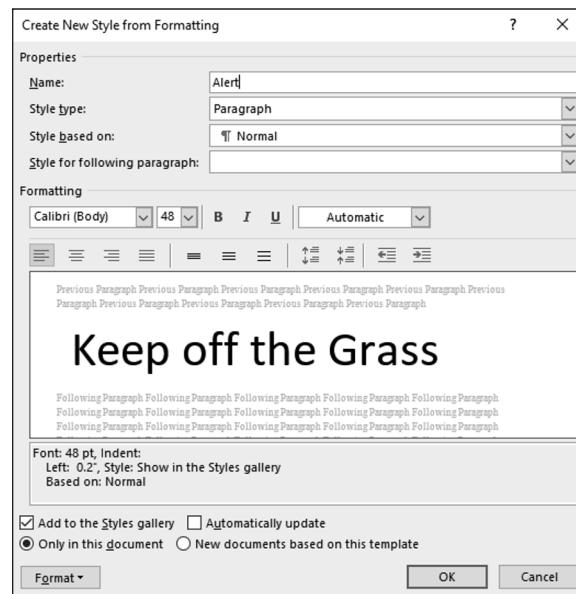 Create New Style from Formatting ? ×
Properties
Name: Alert
Style type: Paragraph
Style based on: ¶ Normal
Style for following paragraph:
Formatting
Calibri (Body) 48 B I U Automatic
Previous Paragraph Previous Paragraph Previous Paragraph Previous Paragraph Previous Paragraph Previous
Paragraph Previous Paragraph Previous Paragraph Previous Paragraph Previous Paragraph
Keep off the Grass
Following Paragraph Following Paragraph Following Paragraph Following Paragraph Following Paragraph
Following Paragraph Following Paragraph Following Paragraph Following Paragraph Following Paragraph
Following Paragraph Following Paragraph Following Paragraph Following Paragraph Following Paragraph
Font: 48 pt, Indent:
Left: 0.2", Style: Show in the Styles gallery
Based on: Normal
Add to the Styles gallery Automatically update
Only in this document New documents based on this template
Format OK Cancel